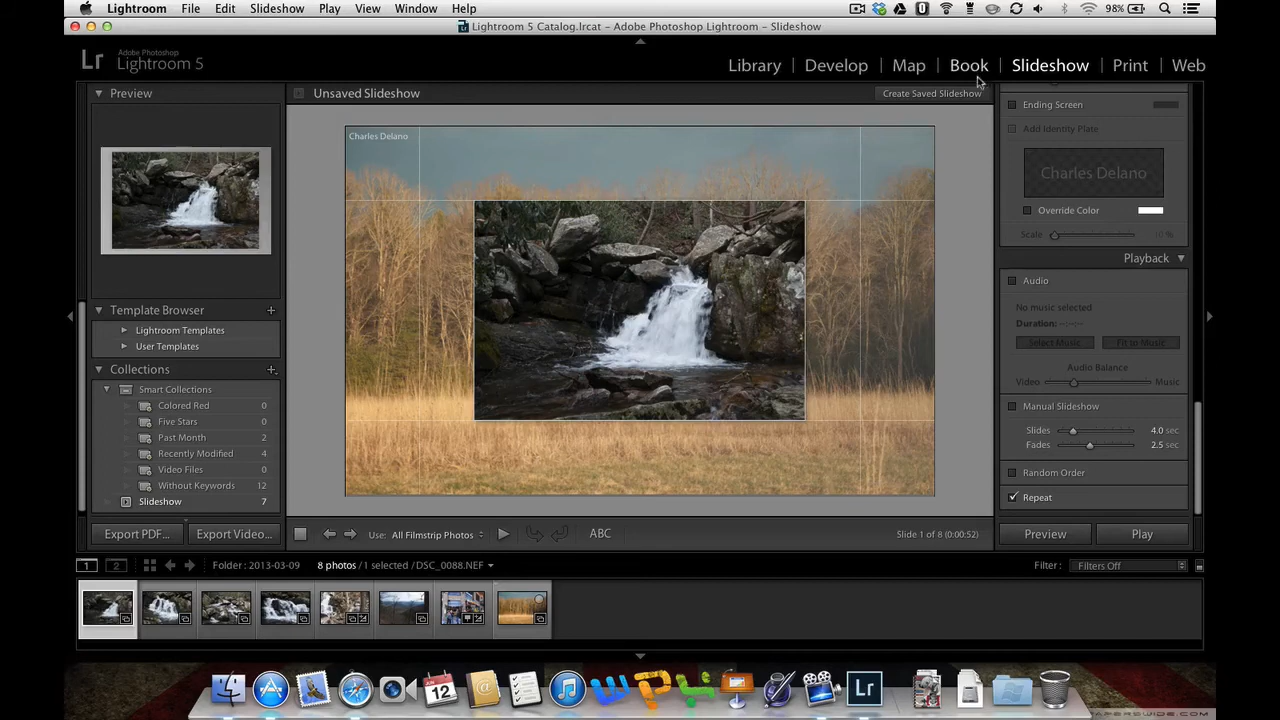 Lightroom File Edit Slideshow Play View Window Help 98%
Lightroom 5 Catalog.lrcat - Adobe Photoshop Lightroom - Slideshow
Lr Adobe Photoshop
Lightroom 5
Library | Develop | Map | Book | Slideshow | Print | Web
Preview
Unsaved Slideshow
Create Saved Slideshow
Charles Delano
Template Browser
Lightroom Templates
User Templates
Collections
Smart Collections
Colored Red 0
Five Stars 0
Past Month 2
Recently Modified 4
Video Files 0
Without Keywords 0
Slideshow 7
Export PDF...
Export Video...
Use: All Filmstrip Photos
ABC
Slide 1 of 8 (0:00:52)
Ending Screen
Add Identity Plate
Charles Delano
Override Color
Scale 10 %
Playback
Audio
No music selected
Duration: --:--:--
Select Music
Fit to Music
Audio Balance
Video Music
Manual Slideshow
Slides 4.0 sec
Fades 2.5 sec
Random Order
Repeat
Preview
Play
1 2 Folder: 2013-03-09 8 photos / 1 selected / DSC_0088.NEF Filter: Filters Off
JUN
12
Lr